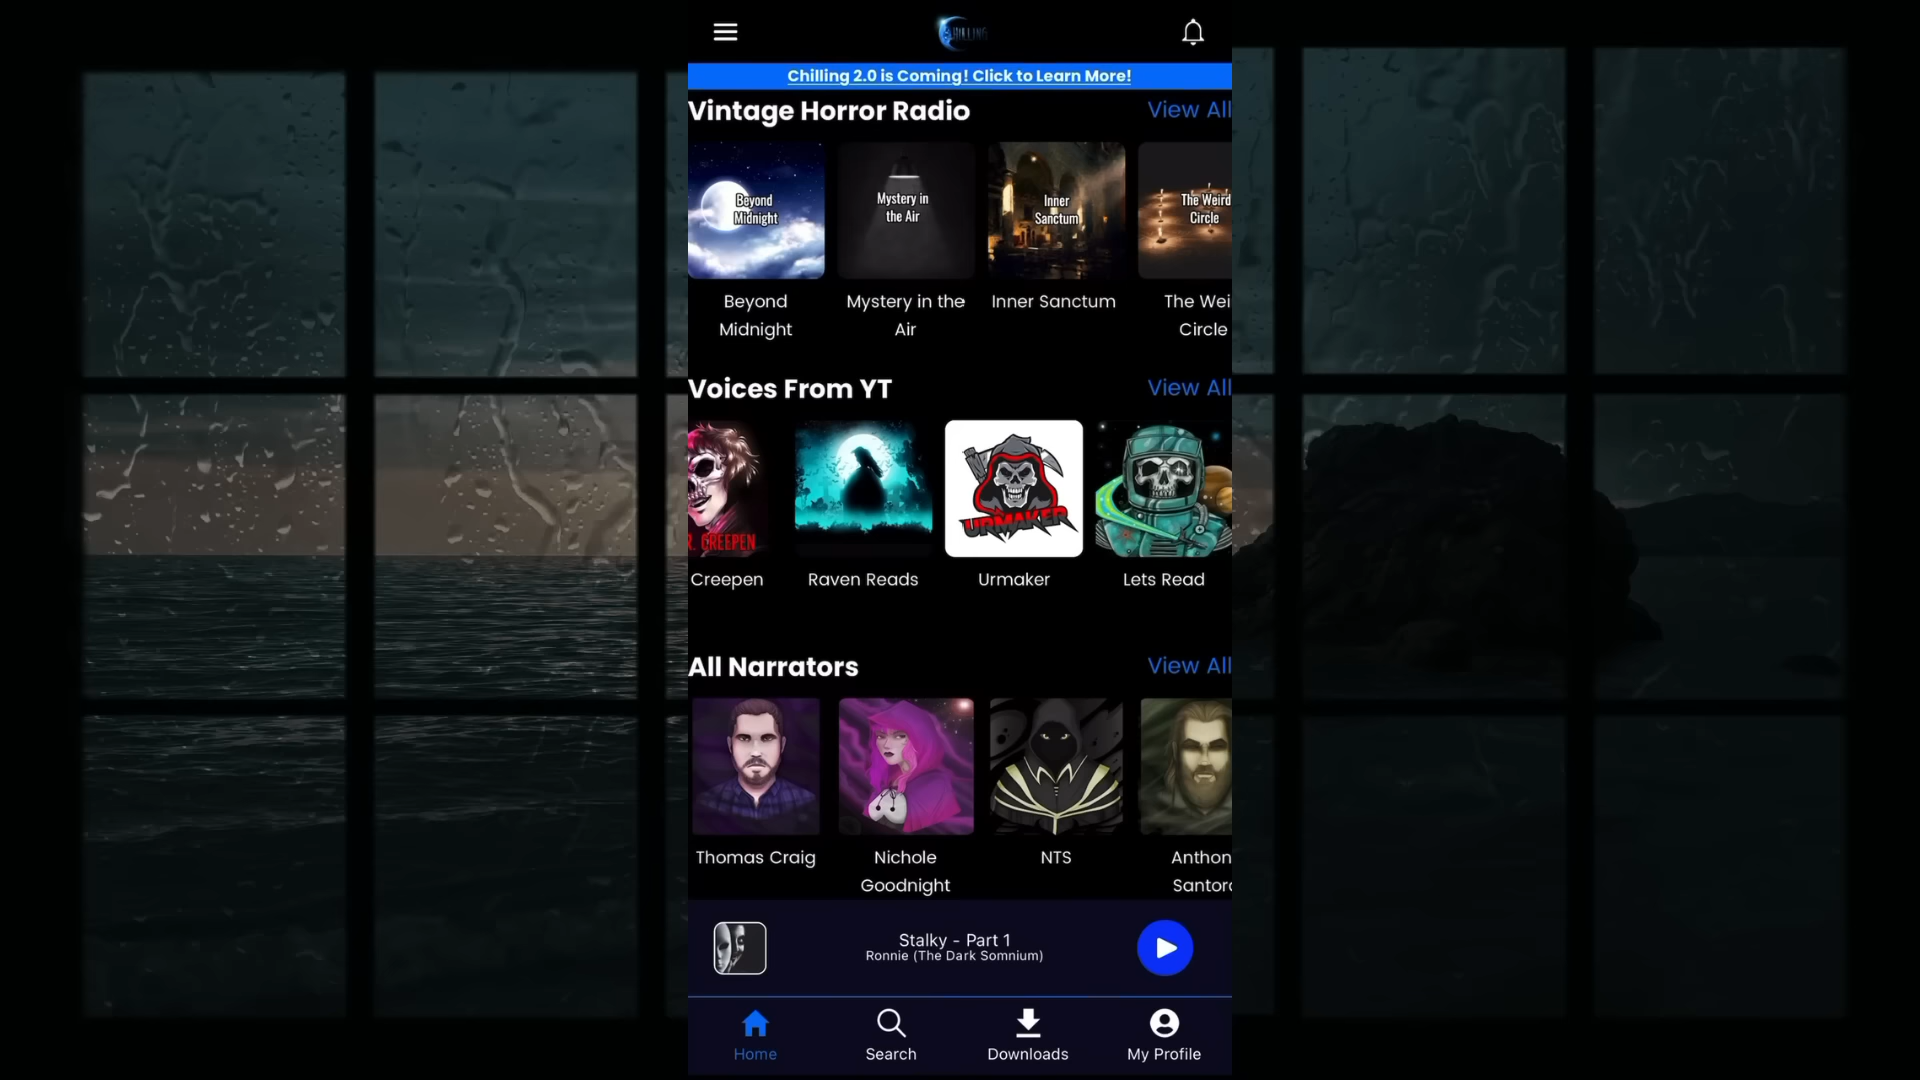 Chilling 2.0 is Coming! Click to Learn More!
Vintage Horror Radio
View All
Beyond
Midnight
Mystery in
the Air
Inner
Sanctum
The Weird
Circle
Beyond
Midnight
Mystery in the
Air
Inner Sanctum
The Wei
Circle
Voices From YT
View All
R. CREEPEN
URMAKER
Creepen
Raven Reads
Urmaker
Lets Read
All Narrators
View All
Thomas Craig
Nichole
Goodnight
NTS
Anthon
Santor
Stalky - Part 1
Ronnie (The Dark Somnium)
Home
Search
Downloads
My Profile